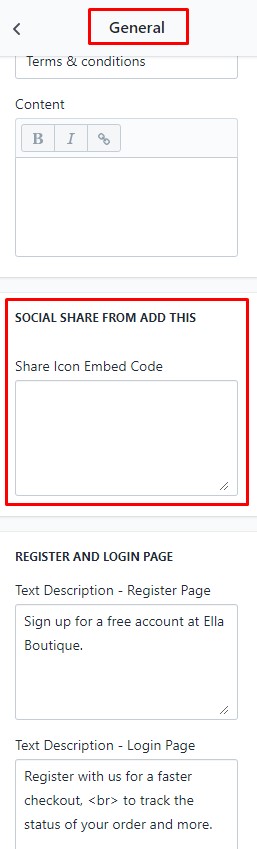 General
Terms & conditions
Content
B I
SOCIAL SHARE FROM ADD THIS
Share Icon Embed Code
REGISTER AND LOGIN PAGE
Text Description - Register Page
Sign up for a free account at Ella
Boutique.
Text Description - Login Page
Register with us for a faster
checkout, <br> to track the
status of your order and more.